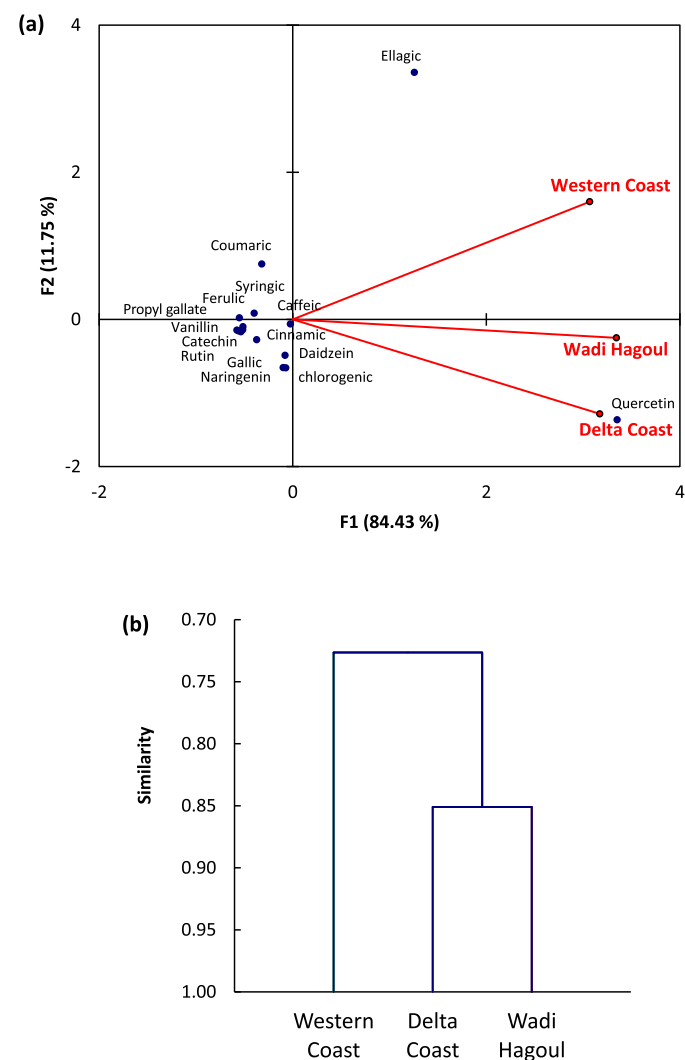 (a)
4
Ellagic
2
Western Coast
F2 (11.75 %)
Coumaric
Syringic
Ferulic
Caffeic
Propyl gallate
0
Vanillin
Cinnamic
Catechin
Wadi Hagoul
Rutin
Daidzein
Gallic
Naringenin
chlorogenic
Quercetin
Delta Coast
-2
-2
0
2
4
F1 (84.43 %)
(b)
0.70
0.75
0.80
Similarity
0.85
0.90
0.95
1.00
Western
Coast
Delta
Coast
Wadi
Hagoul